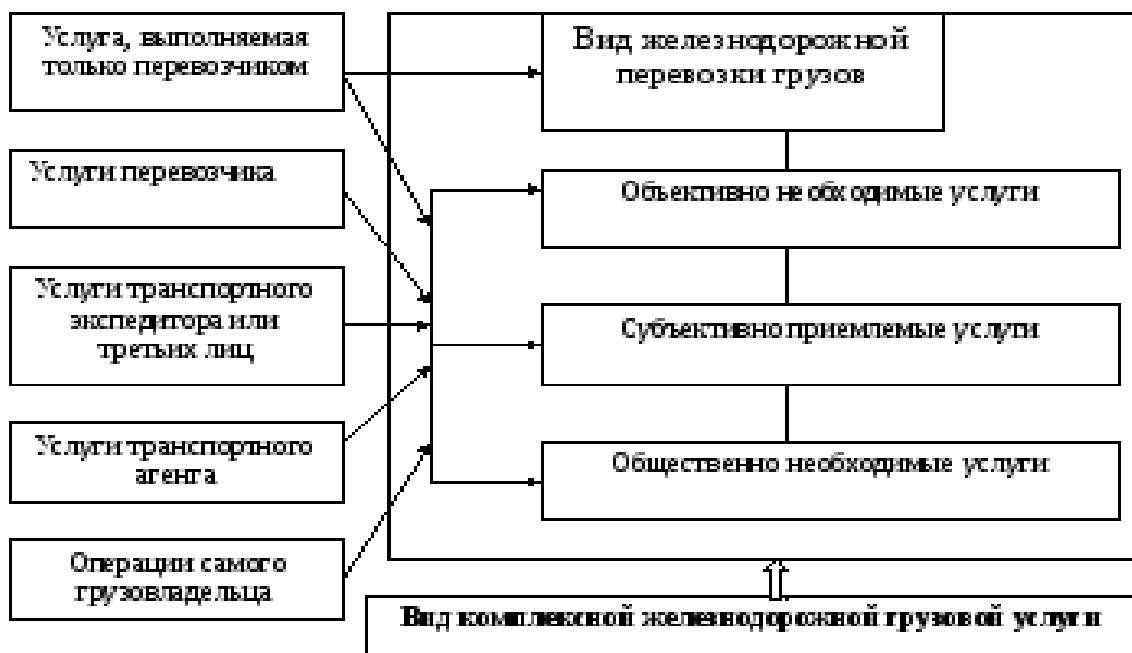 Услуга, выполняемая
только перевозчиком
Услуги перевозчика
Услуги транспортного
экспедитора или
третьих лиц
Услуги транспортного
агента
Операции самого
грузовладельца
Вид железнодорожной
перевозки грузов
Объективно необходимые услуги
Субъективно приемлемые услуги
Общественно необходимые услуги
Вид комплексной железнодорожной грузовой услуги